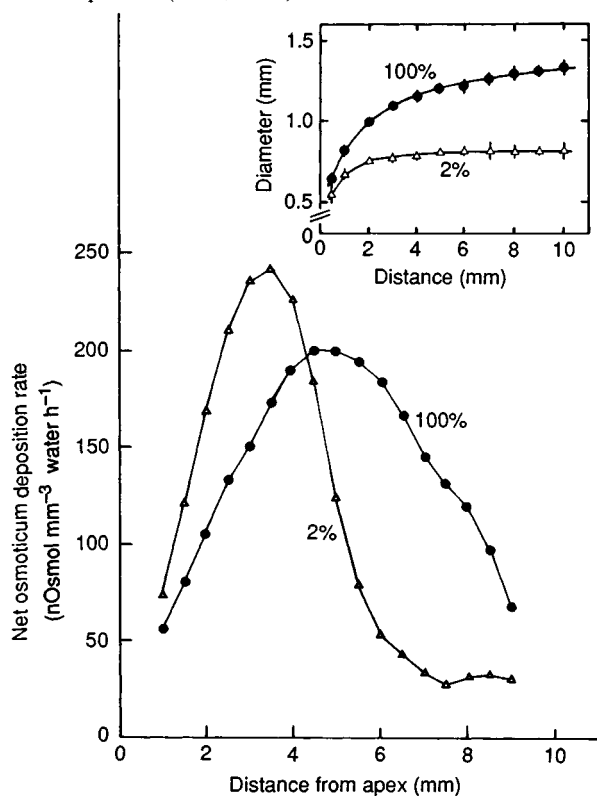 1.5
1.0
0.5
0
Diameter (mm)
100%
2%
0 2 4 6 8 10
Distance (mm)
250
200
150
100
50
0
Net osmoticum deposition rate
(nOsmol mm⁻³ water h⁻¹)
100%
2%
0 2 4 6 8 10
Distance from apex (mm)